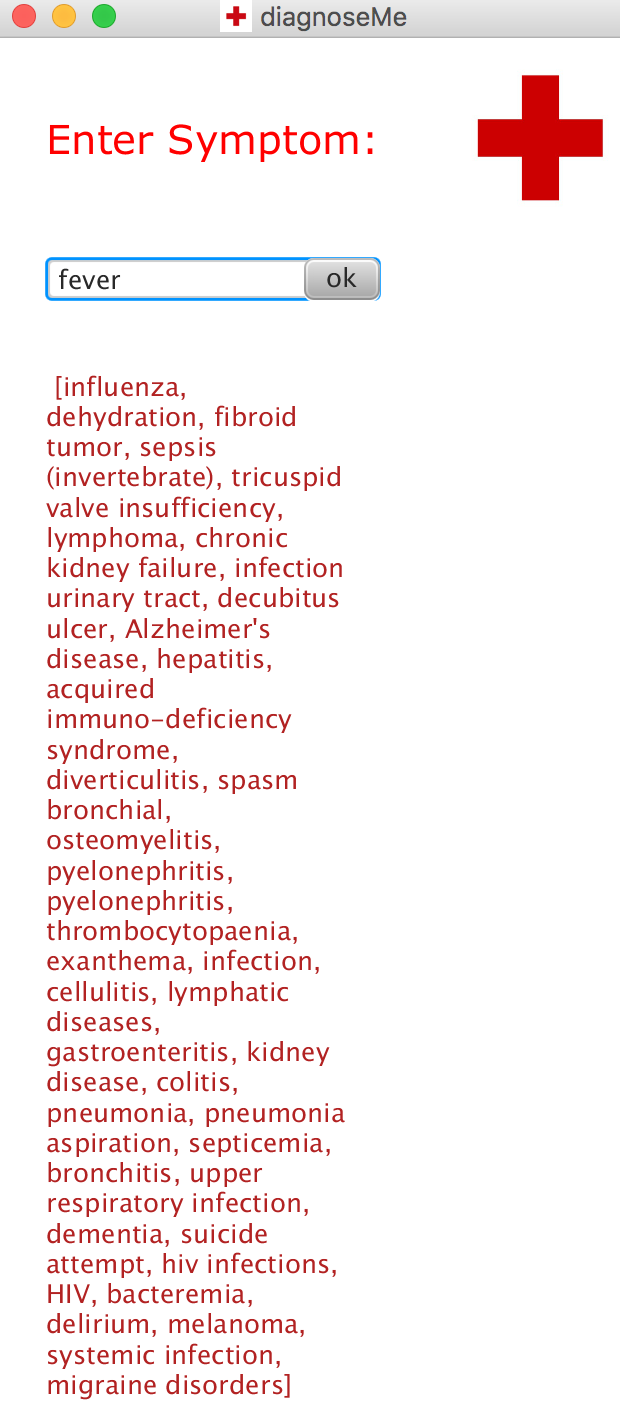 diagnoseMe
Enter Symptom:
fever
ok
[influenza,
dehydration, fibroid
tumor, sepsis
(invertebrate), tricuspid
valve insufficiency,
lymphoma, chronic
kidney failure, infection
urinary tract, decubitus
ulcer, Alzheimer's
disease, hepatitis,
acquired
immuno-deficiency
syndrome,
diverticulitis, spasm
bronchial,
osteomyelitis,
pyelonephritis,
pyelonephritis,
thrombocytopaenia,
exanthema, infection,
cellulitis, lymphatic
diseases,
gastroenteritis, kidney
disease, colitis,
pneumonia, pneumonia
aspiration, septicemia,
bronchitis, upper
respiratory infection,
dementia, suicide
attempt, hiv infections,
HIV, bacteremia,
delirium, melanoma,
systemic infection,
migraine disorders]